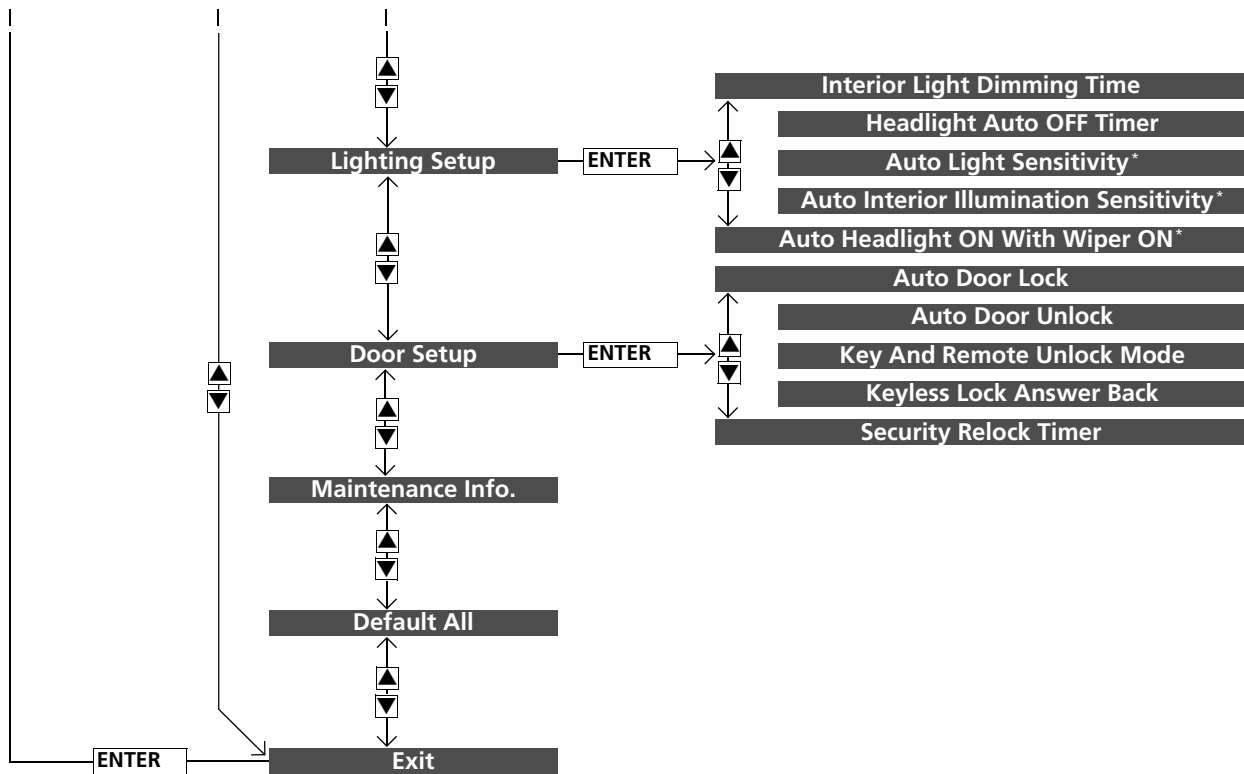 Interior Light Dimming Time
Headlight Auto OFF Timer
Lighting Setup
ENTER
Auto Light Sensitivity*
Auto Interior Illumination Sensitivity*
Auto Headlight ON With Wiper ON*
Auto Door Lock
Auto Door Unlock
Door Setup
ENTER
Key And Remote Unlock Mode
Keyless Lock Answer Back
Security Relock Timer
Maintenance Info.
Default All
ENTER
Exit